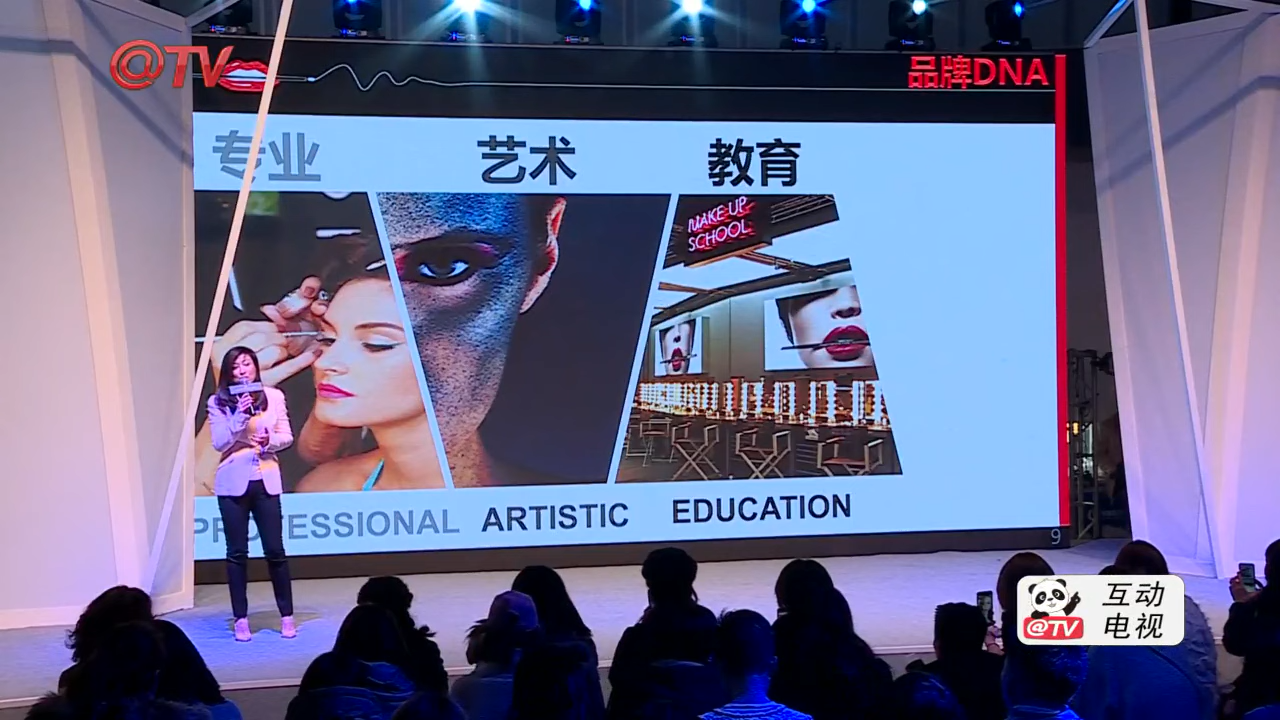 @TV
品牌DNA
专业
艺术
教育
MAKE UP
SCHOOL
PROFESSIONAL
ARTISTIC
EDUCATION
9
互动
电视
@TV